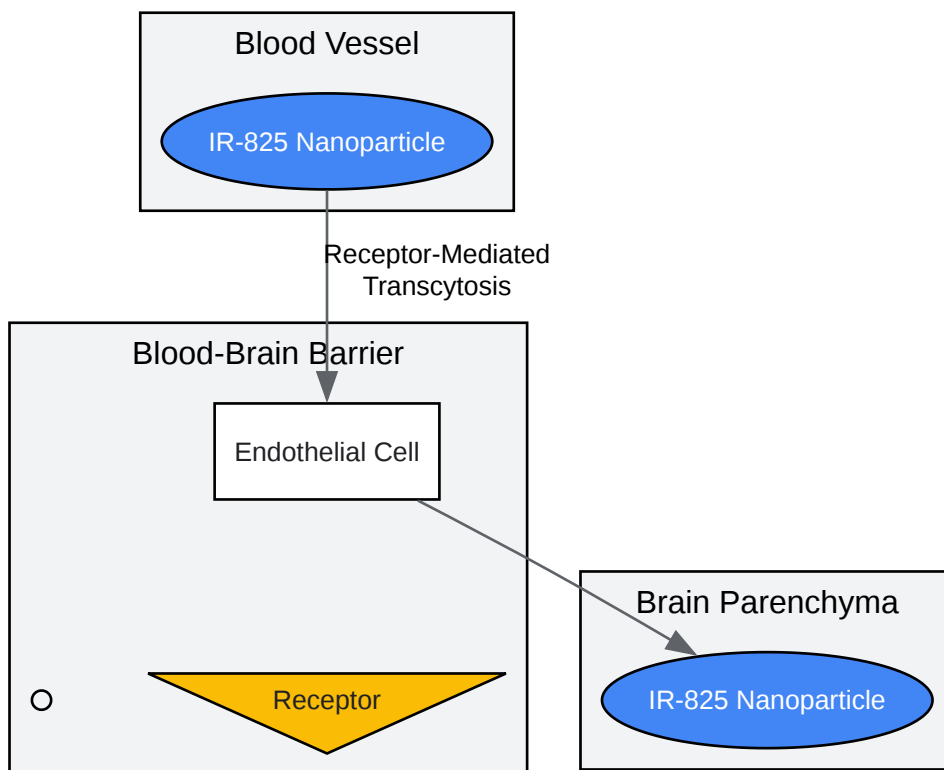 Blood Vessel
IR-825 Nanoparticle
Receptor-Mediated
Transcytosis
Blood-Brain Barrier
Endothelial Cell
Brain Parenchyma
Receptor
IR-825 Nanoparticle